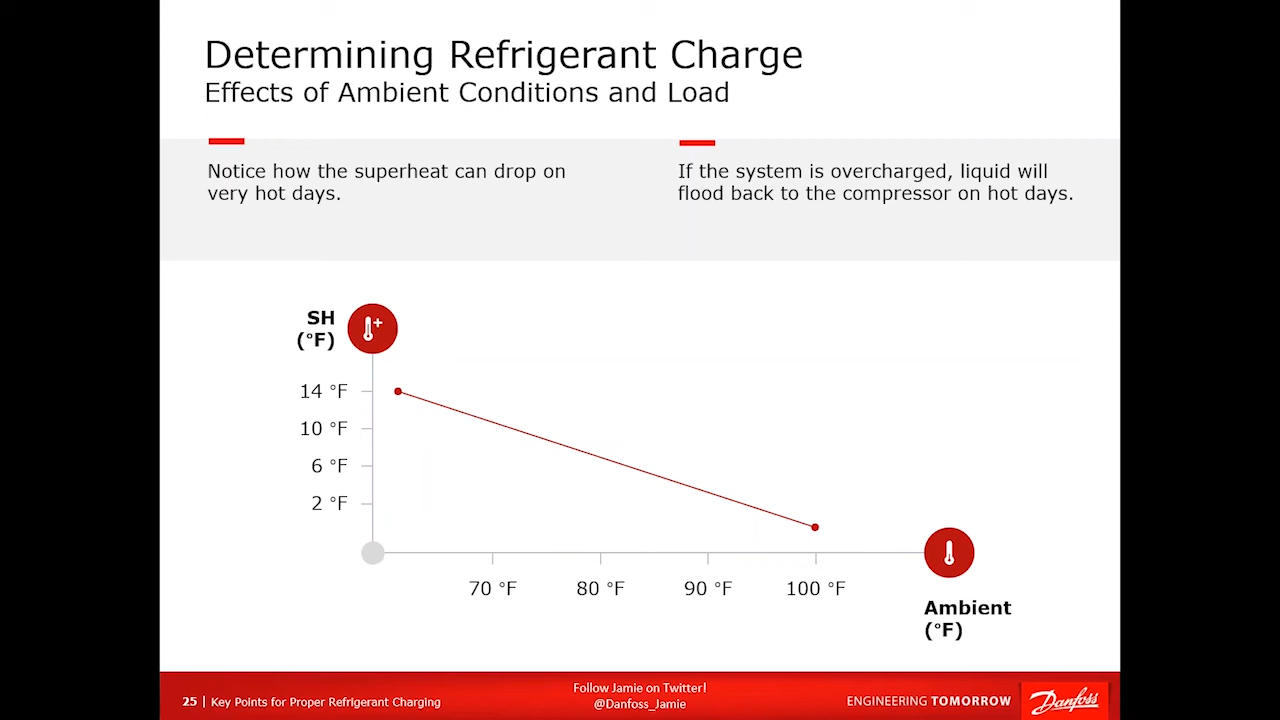 Determining Refrigerant Charge
Effects of Ambient Conditions and Load
Notice how the superheat can drop on
very hot days.
If the system is overcharged, liquid will
flood back to the compressor on hot days.
SH
(°F)
14 °F
10 °F
6 °F
2 °F
70 °F
80 °F
90 °F
100 °F
Ambient
(°F)
25 | Key Points for Proper Refrigerant Charging
Follow Jamie on Twitter!
@Danfoss_Jamie
ENGINEERING TOMORROW
Danfoss